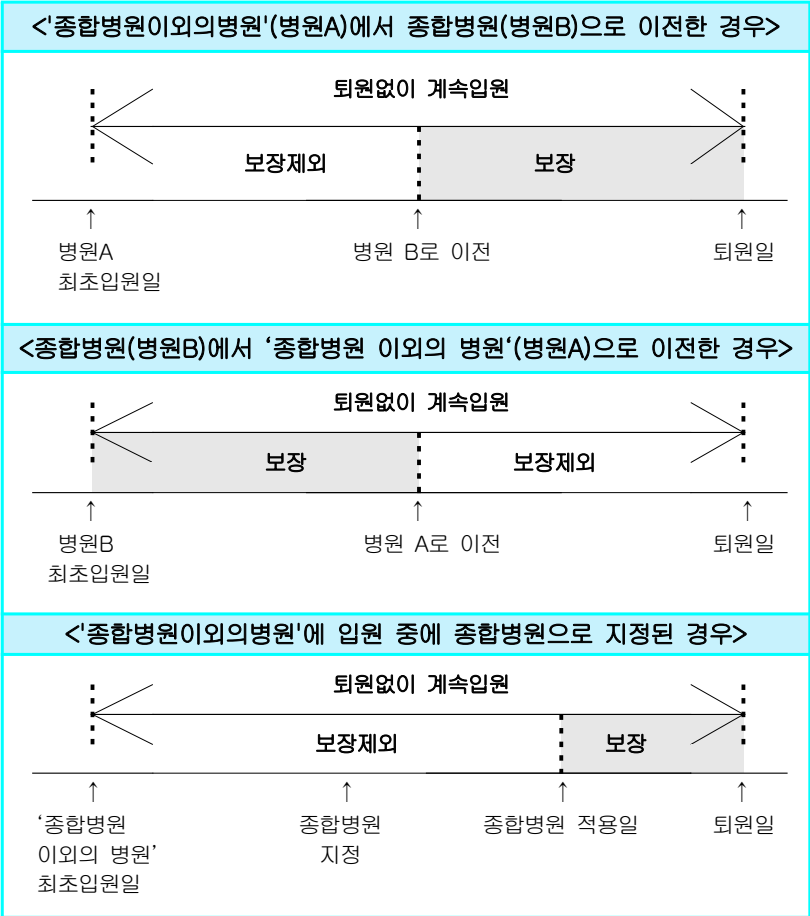 <'종합병원이외의병원'(병원A)에서 종합병원(병원B)으로 이전한 경우>
퇴원없이 계속입원
보장제외 보장
↑ ↑ ↑
병원A 병원 B로 이전 퇴원일
최초입원일
<종합병원(병원B)에서 ‘종합병원 이외의 병원‘(병원A)으로 이전한 경우>
퇴원없이 계속입원
보장 보장제외
↑ ↑ ↑
병원B 병원 A로 이전 퇴원일
최초입원일
<'종합병원이외의병원'에 입원 중에 종합병원으로 지정된 경우>
퇴원없이 계속입원
보장제외 보장
↑ ↑ ↑ ↑
‘종합병원 종합병원 종합병원 적용일 퇴원일
이외의 병원’ 지정
최초입원일